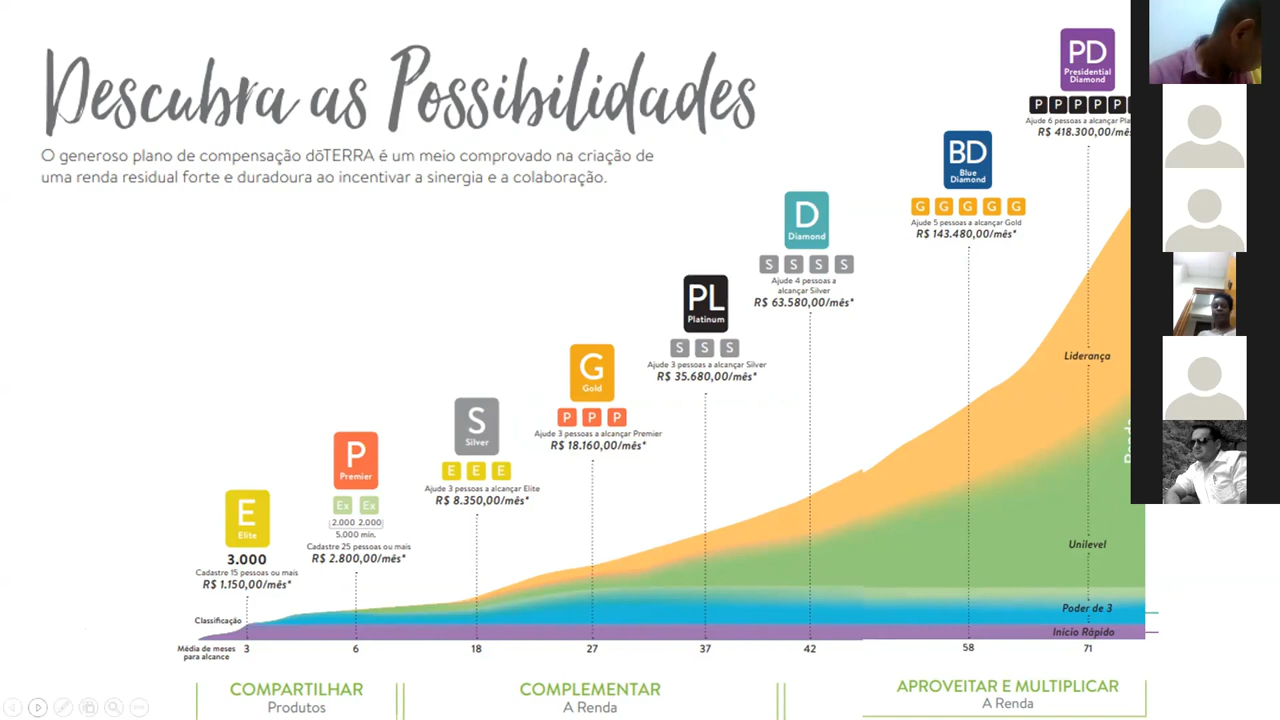 Descubra as Possibilidades
O generoso plano de compensação dōTERRA é um meio comprovado na criação de
uma renda residual forte e duradoura ao incentivar a sinergia e a colaboração.
PD
Presidential
Diamond
P P P P P
Ajude 6 pessoas a alcançar
R$ 418.300,00/mês
BD
Blue
Diamond
G G G G G
Ajude 5 pessoas a alcançar Gold
R$ 143.480,00/mês*
D
Diamond
S S S S
Ajude 4 pessoas a
alcançar Silver
R$ 63.580,00/mês*
PL
Platinum
S S S
Ajude 3 pessoas a alcançar Silver
R$ 35.680,00/mês*
G
Gold
P P P
Ajude 3 pessoas a alcançar Premier
R$ 18.160,00/mês*
S
Silver
E E E
Ajude 3 pessoas a alcançar Elite
R$ 8.350,00/mês*
P
Premier
Ex Ex
2.000 2.000
5.000 min.
Cadastre 25 pessoas ou mais
R$ 2.800,00/mês*
E
Elite
3.000
Cadastre 15 pessoas ou mais
R$ 1.150,00/mês*
Liderança
Renda
Unilevel
Poder de 3
Início Rápido
Classificação
Média de meses
para alcance
3 6 18 27 37 42 58 71
COMPARTILHAR
Produtos
COMPLEMENTAR
A Renda
APROVEITAR E MULTIPLICAR
A Renda